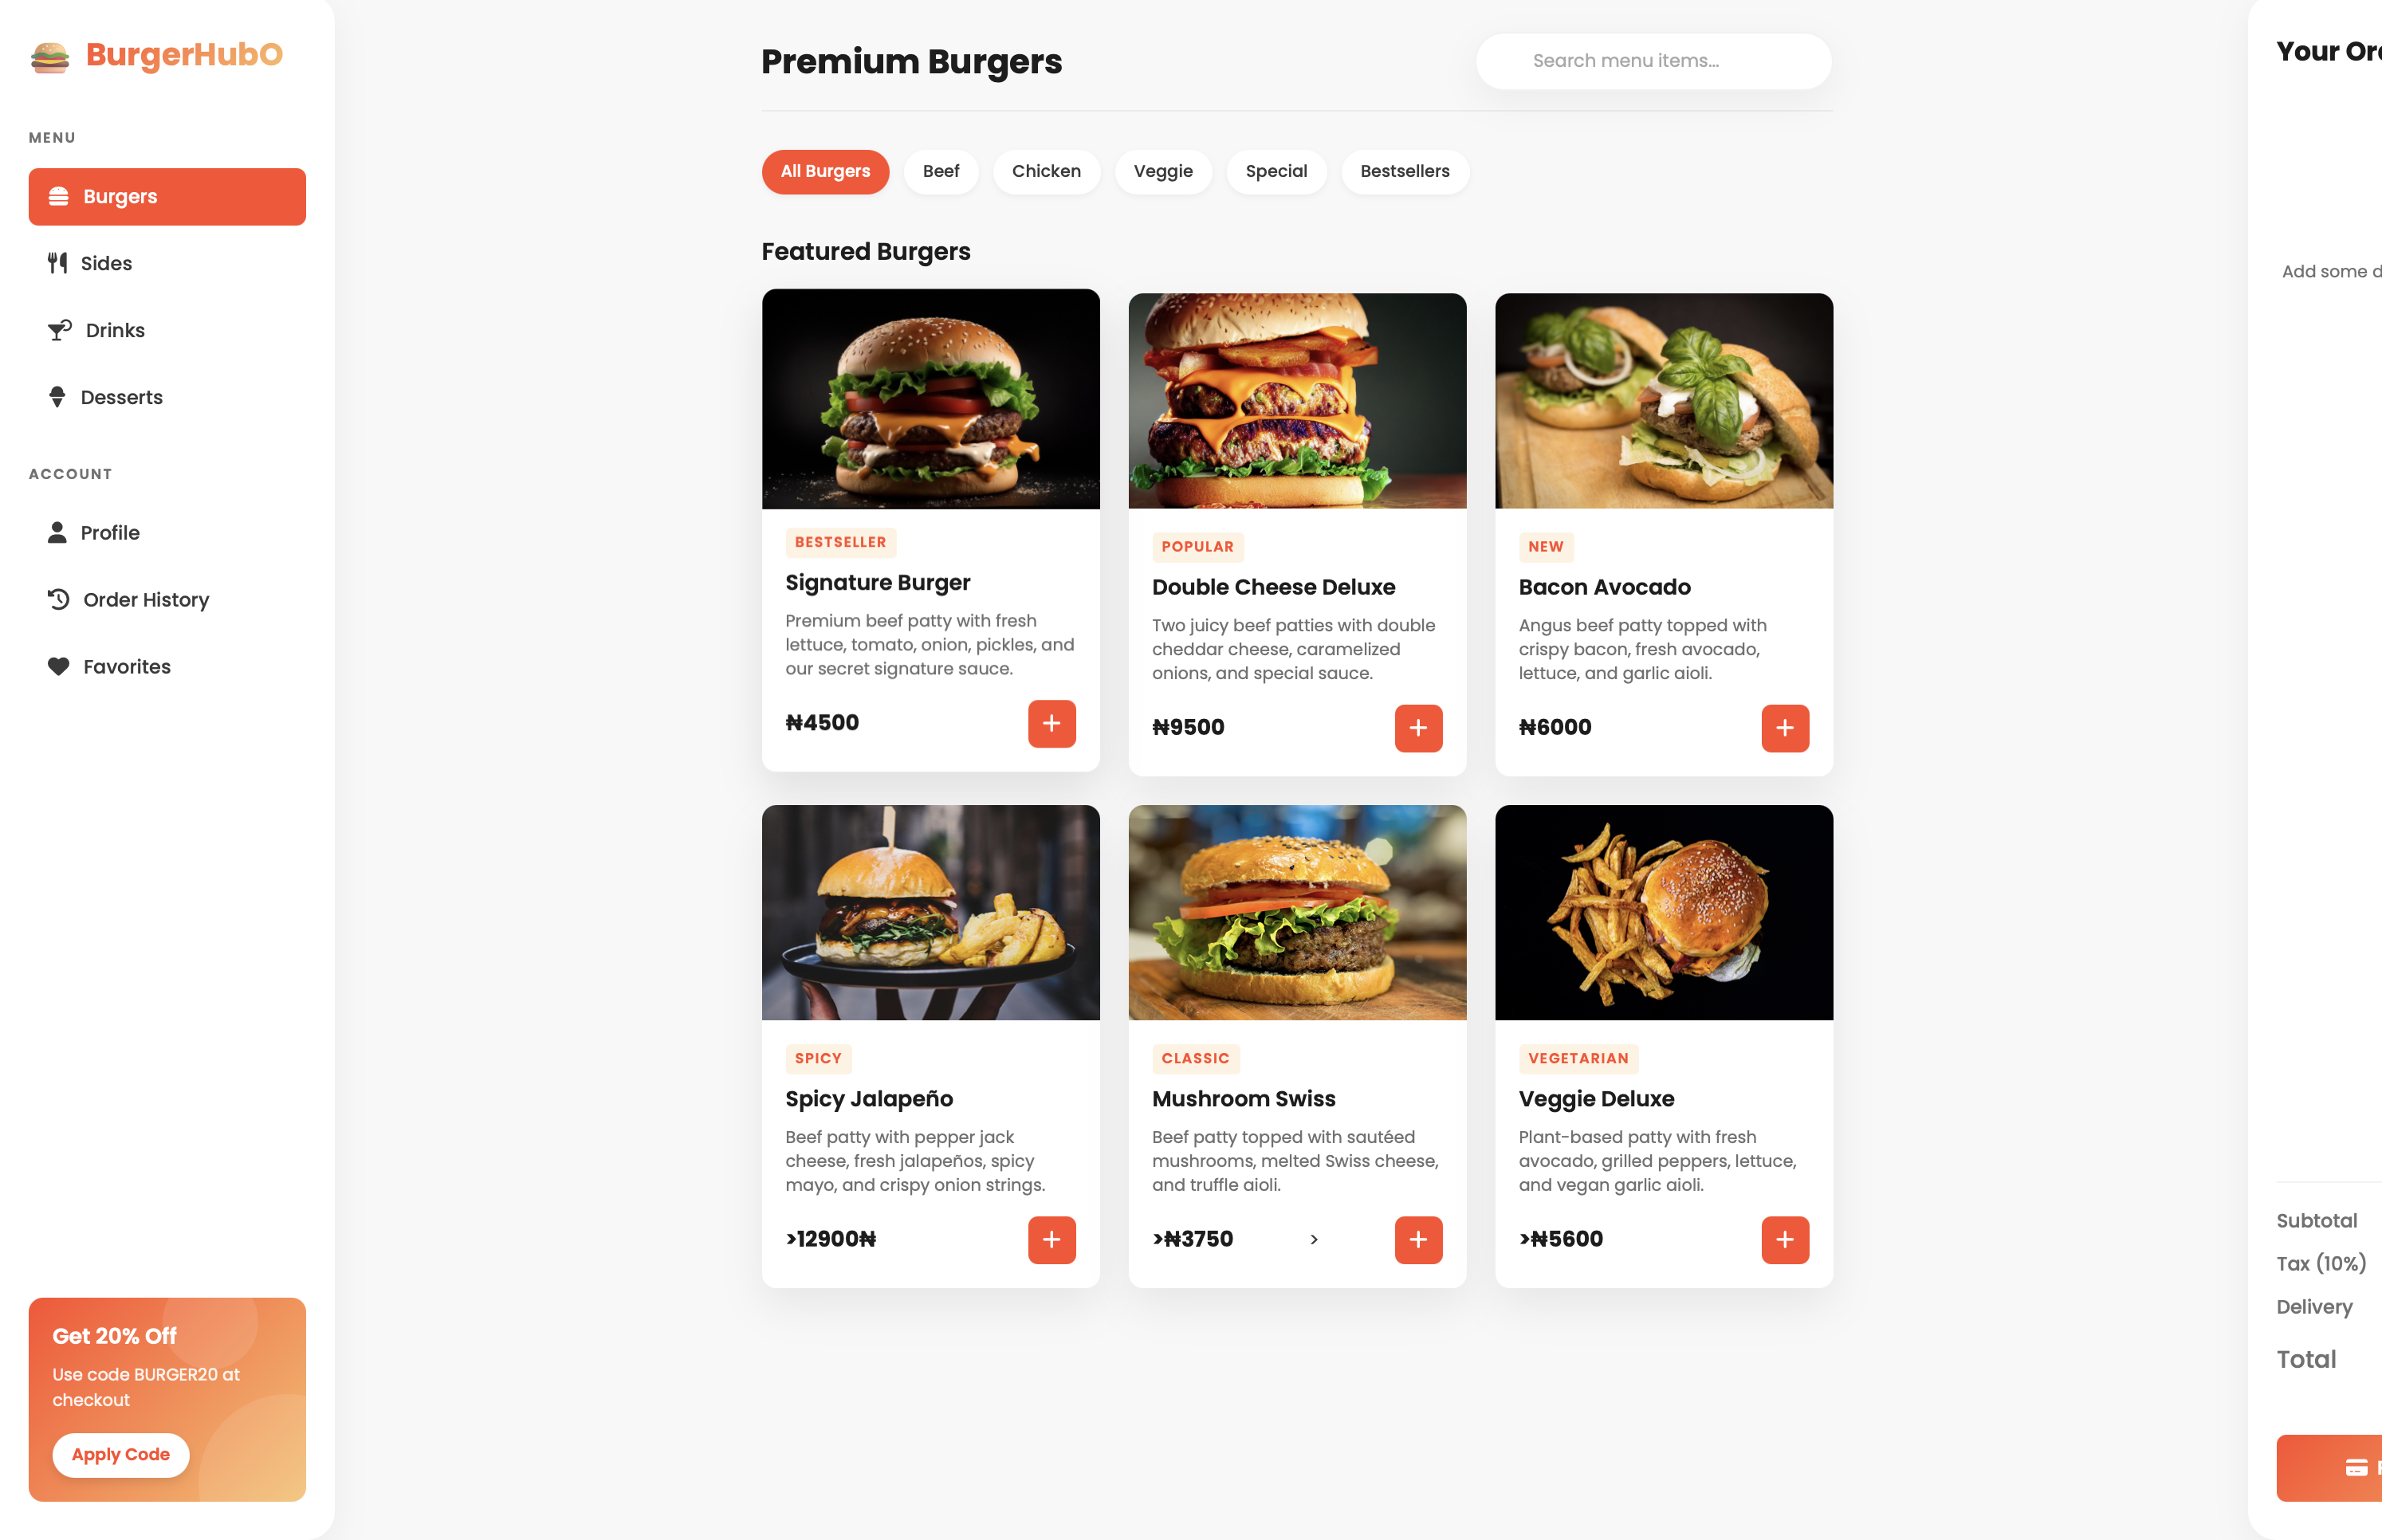 BurgerHubO
MENU
Burgers
Sides
Drinks
Desserts
ACCOUNT
Profile
Order History
Favorites
Get 20% Off
Use code BURGER20 at
checkout
Apply Code
Premium Burgers
Search menu items...
All Burgers
Beef
Chicken
Veggie
Special
Bestsellers
Featured Burgers
BESTSELLER
Signature Burger
Premium beef patty with fresh
lettuce, tomato, onion, pickles, and
our secret signature sauce.
₦4500
POPULAR
Double Cheese Deluxe
Two juicy beef patties with double
cheddar cheese, caramelized
onions, and special sauce.
₦9500
NEW
Bacon Avocado
Angus beef patty topped with
crispy bacon, fresh avocado,
lettuce, and garlic aioli.
₦6000
SPICY
Spicy Jalapeño
Beef patty with pepper jack
cheese, fresh jalapeños, spicy
mayo, and crispy onion strings.
>12900₦
CLASSIC
Mushroom Swiss
Beef patty topped with sautéed
mushrooms, melted Swiss cheese,
and truffle aioli.
>₦3750 >
VEGETARIAN
Veggie Deluxe
Plant-based patty with fresh
avocado, grilled peppers, lettuce,
and vegan garlic aioli.
>₦5600
Your
Add some
Subtotal
Tax (10%)
Delivery
Total